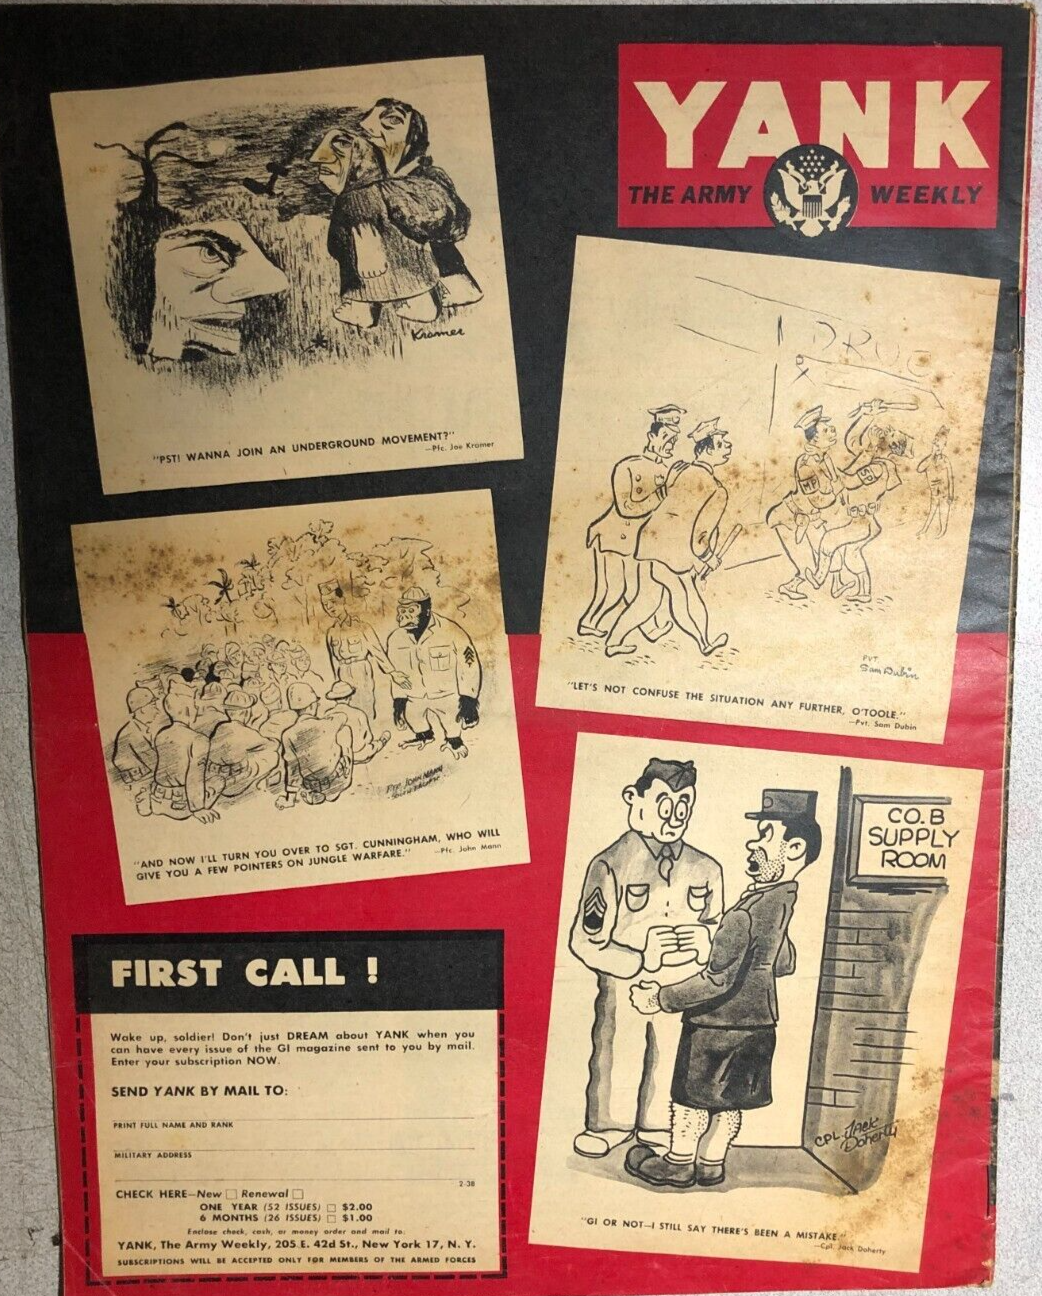 YANK
THE ARMY WEEKLY
Kramer
"PST! WANNA JOIN AN UNDERGROUND MOVEMENT?"
—Pfc. Joe Kramer
DRUG
MP
SP
PVT.
Sam Dubin
"LET'S NOT CONFUSE THE SITUATION ANY FURTHER, O'TOOLE."
—Pvt. Sam Dubin
PFC JOHN MANN
"AND NOW I'LL TURN YOU OVER TO SGT. CUNNINGHAM, WHO WILL
GIVE YOU A FEW POINTERS ON JUNGLE WARFARE."
—Pfc. John Mann
CO. B
SUPPLY
ROOM
CPL. JACK
Doherty
"GI OR NOT—I STILL SAY THERE'S BEEN A MISTAKE."
—Cpl. Jack Doherty
FIRST CALL !
Wake up, soldier! Don't just DREAM about YANK when you
can have every issue of the GI magazine sent to you by mail.
Enter your subscription NOW.
SEND YANK BY MAIL TO:
PRINT FULL NAME AND RANK
MILITARY ADDRESS
2-38
CHECK HERE—New □ Renewal □
ONE YEAR (52 ISSUES) □ $2.00
6 MONTHS (26 ISSUES) □ $1.00
Enclose check, cash, or money order and mail to:
YANK, The Army Weekly, 205 E. 42d St., New York 17, N. Y.
SUBSCRIPTIONS WILL BE ACCEPTED ONLY FOR MEMBERS OF THE ARMED FORCES